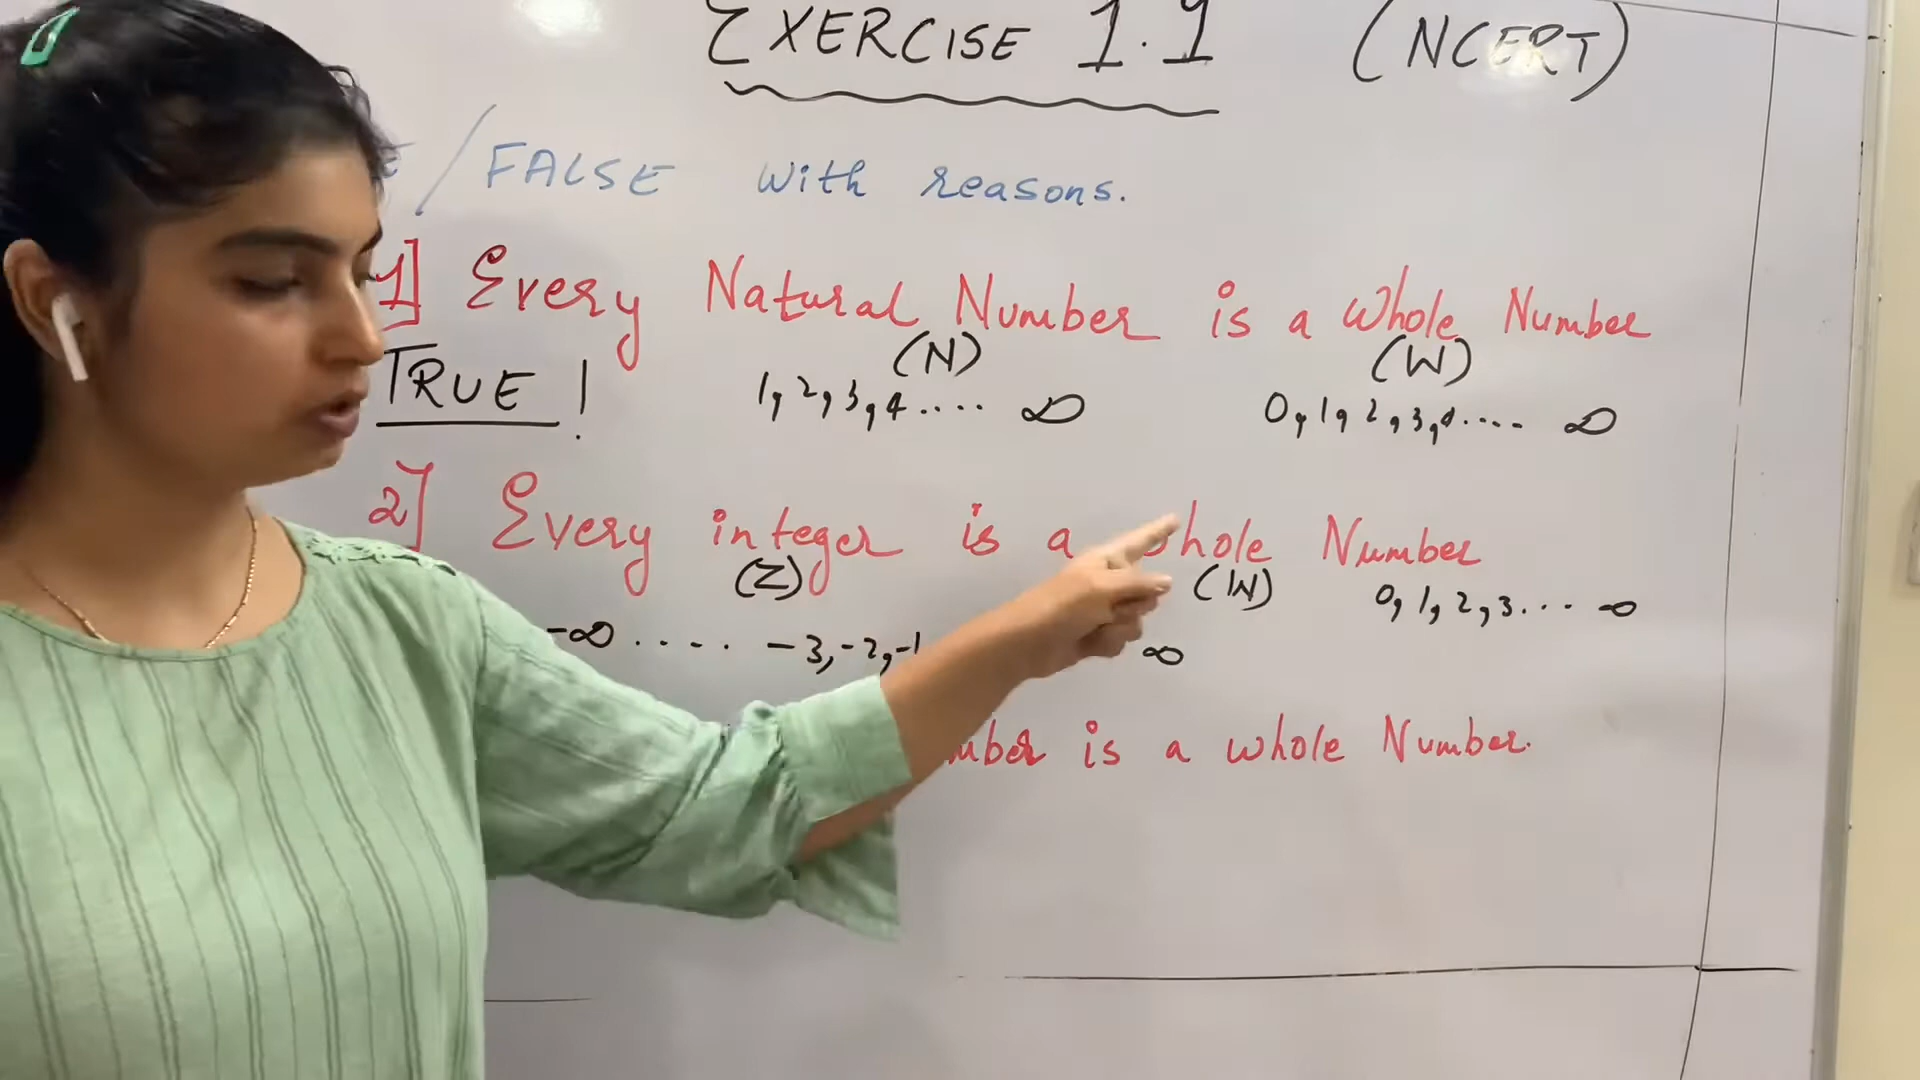 EXERCISE 1.1 (NCERT)
/FALSE with reasons.
1] Every Natural Number is a Whole Number
(N) (W)
TRUE! 1, 2, 3, 4 .... ∞ 0, 1, 2, 3, 4 .... ∞
2] Every integer is a whole Number
(Z) (W) 0, 1, 2, 3... ∞
-∞ ..... -3, -2, -1 ∞
is a whole Number.